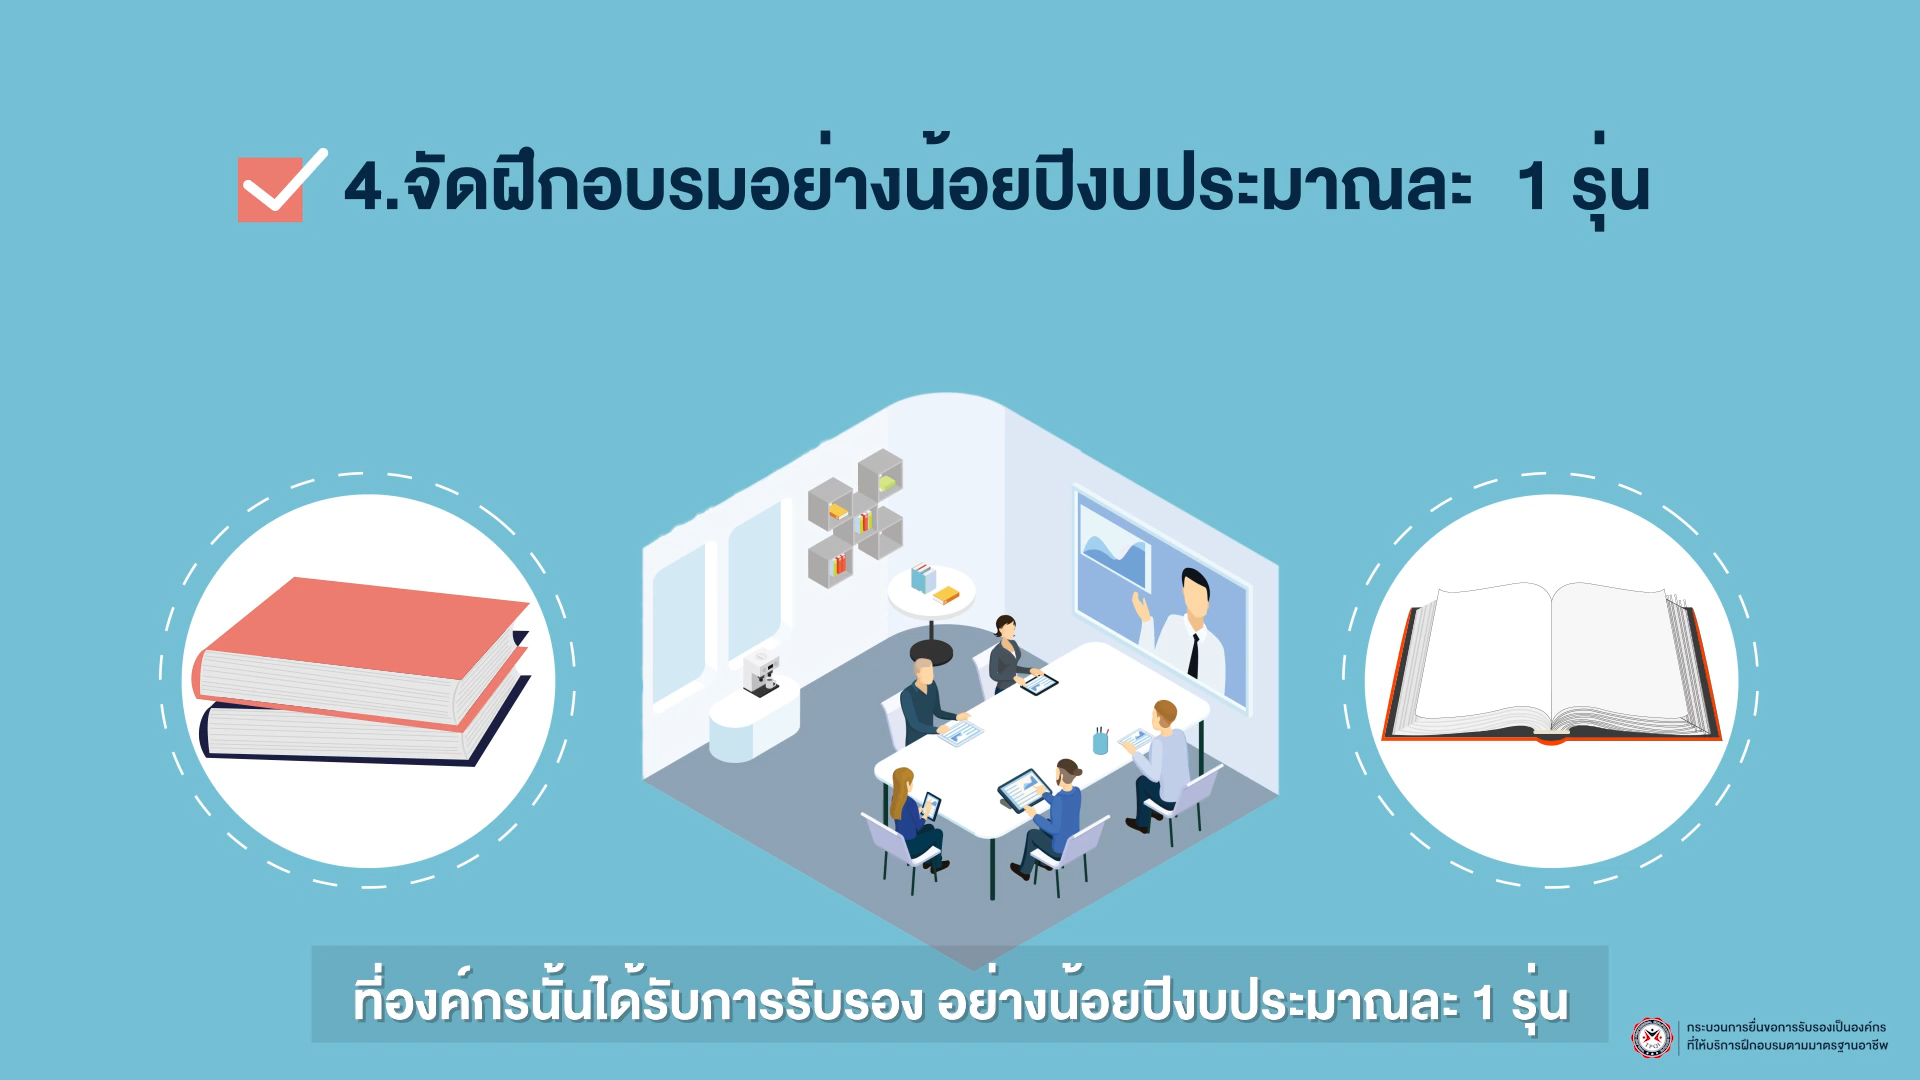 4.จัดฝึกอบรมอย่างน้อยปีงบประมาณละ 1 รุ่น
ที่องค์กรนั้นได้รับการรับรอง อย่างน้อยปีงบประมาณละ 1 รุ่น
กระบวนการยื่นขอการรับรองเป็นองค์กร
ที่ให้บริการฝึกอบรมตามมาตรฐานอาชีพ